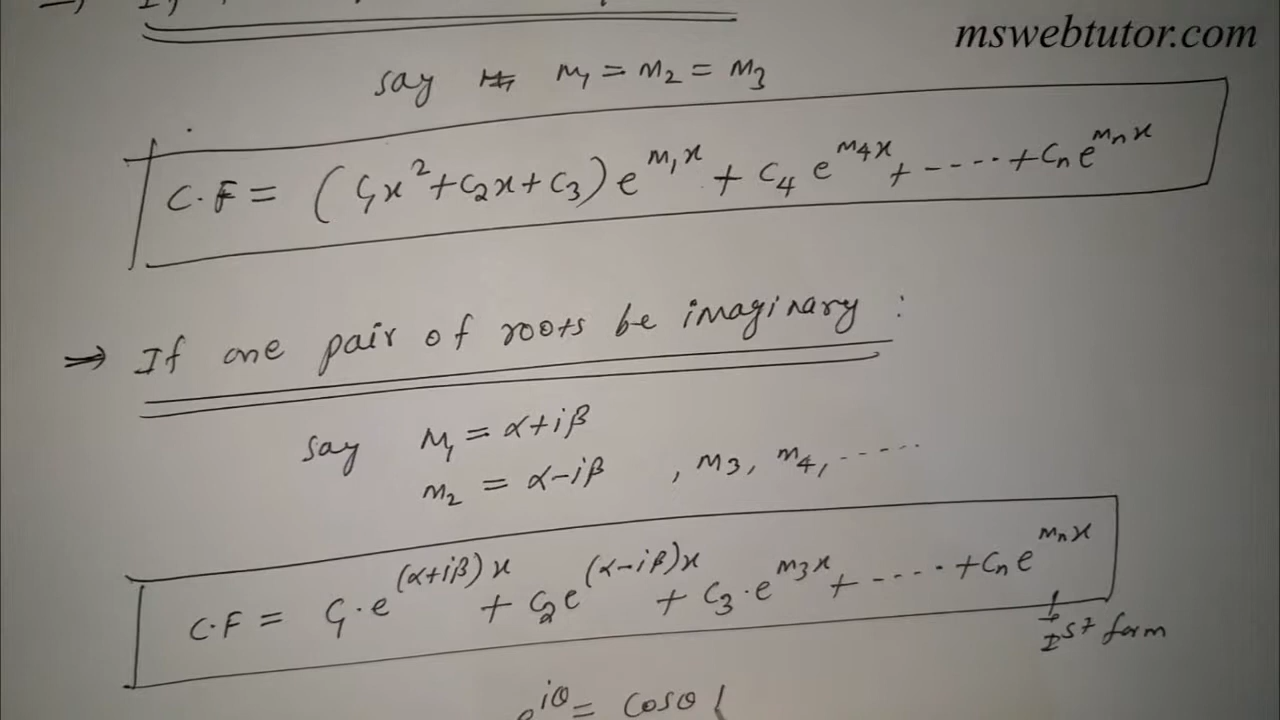 mswebtutor.com
say m₁ = m₂ = m₃
C.F = (C₁x² + C₂x + C₃) e^{m₁x} + C₄ e^{m₄x} + ---- + Cₙ e^{mₙx}
⇒ If one pair of roots be imaginary :
say m₁ = α+iβ
m₂ = α-iβ , m₃, m₄, -----
C.F = C₁·e^{(α+iβ)x} + C₂e^{(α-iβ)x} + C₃·e^{m₃x} + ---- + Cₙe^{mₙx}
Ist form
e^{iθ} = cosθ